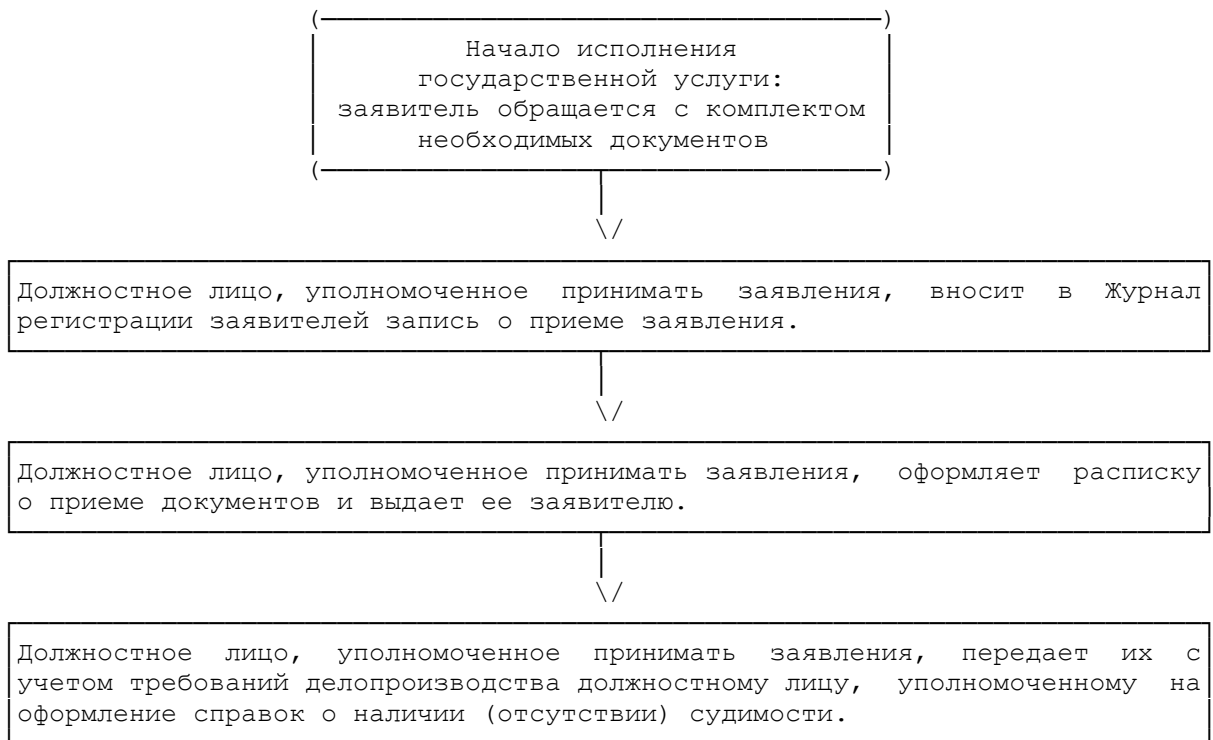 Начало исполнения
государственной услуги:
заявитель обращается с комплектом
необходимых документов
Должностное лицо, уполномоченное принимать заявления, вносит в Журнал
регистрации заявителей запись о приеме заявления.
Должностное лицо, уполномоченное принимать заявления, оформляет расписку
о приеме документов и выдает ее заявителю.
Должностное лицо, уполномоченное принимать заявления, передает их с
учетом требований делопроизводства должностному лицу, уполномоченному на
оформление справок о наличии (отсутствии) судимости.